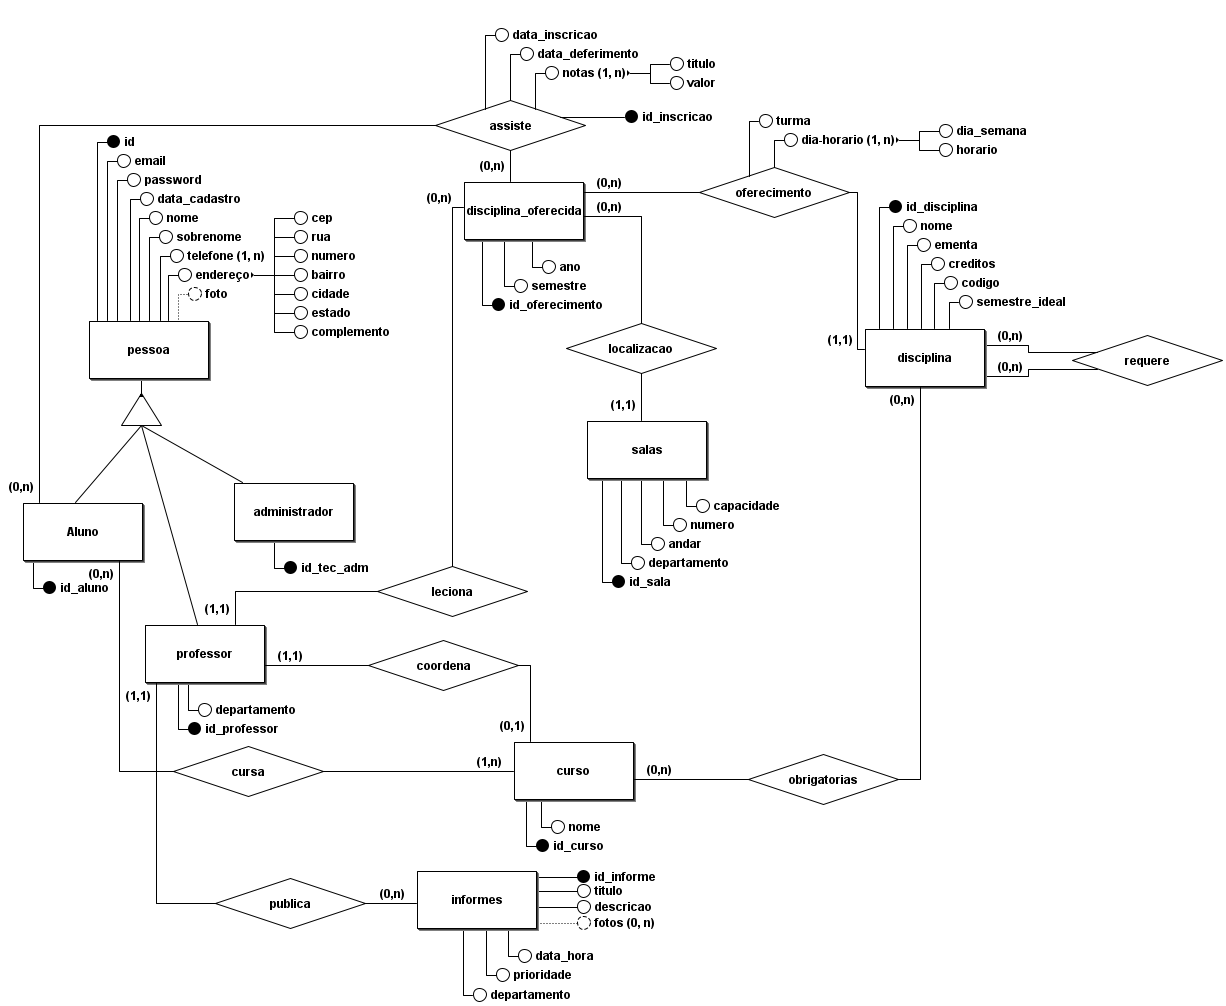 data_inscricao
data_deferimento
notas (1, n)
titulo
valor
assiste
id_inscricao
(0,n)
id
email
password
data_cadastro
nome
sobrenome
telefone (1, n)
endereço
foto
cep
rua
numero
bairro
cidade
estado
complemento
pessoa
turma
dia-horario (1, n)
dia_semana
horario
oferecimento
(0,n)
(0,n)
(0,n)
disciplina_oferecida
ano
semestre
id_oferecimento
id_disciplina
nome
ementa
creditos
codigo
semestre_ideal
(1,1)
disciplina
(0,n)
(0,n)
requere
(0,n)
localizacao
(1,1)
salas
capacidade
numero
andar
departamento
id_sala
(0,n)
Aluno
(0,n)
id_aluno
administrador
id_tec_adm
leciona
(1,1)
professor
(1,1)
(1,1)
departamento
id_professor
coordena
(0,1)
cursa
(1,n)
curso
(0,n)
obrigatorias
nome
id_curso
publica
(0,n)
informes
id_informe
titulo
descricao
fotos (0, n)
data_hora
prioridade
departamento